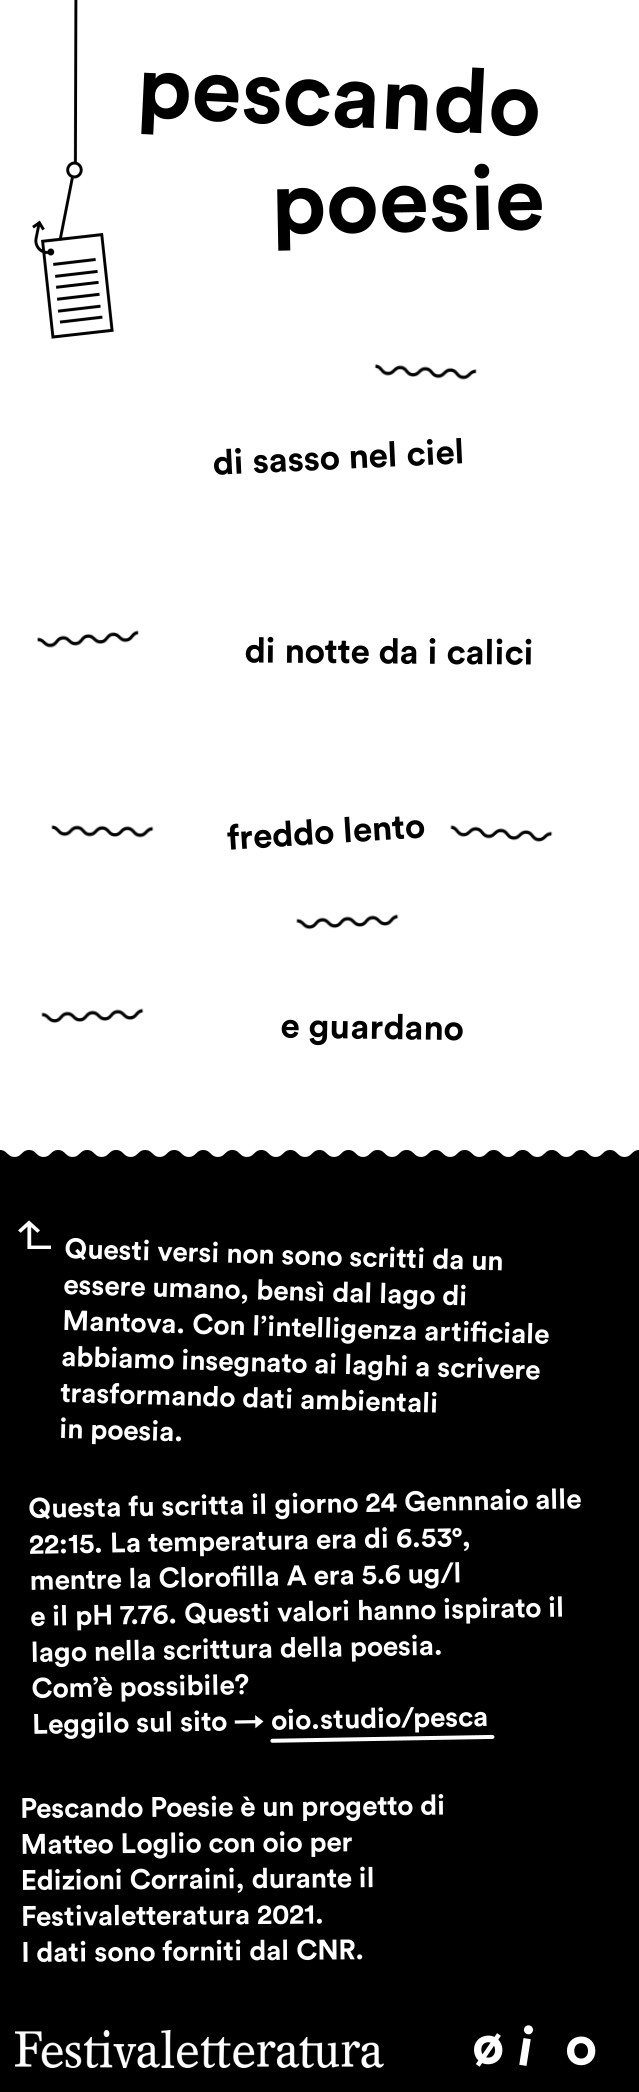 pescando
poesie
di sasso nel ciel
di notte da i calici
freddo lento
e guardano
Questi versi non sono scritti da un
essere umano, bensì dal lago di
Mantova. Con l’intelligenza artificiale
abbiamo insegnato ai laghi a scrivere
trasformando dati ambientali
in poesia.
Questa fu scritta il giorno 24 Gennnaio alle
22:15. La temperatura era di 6.53°,
mentre la Clorofilla A era 5.6 ug/l
e il pH 7.76. Questi valori hanno ispirato il
lago nella scrittura della poesia.
Com’è possibile?
Leggilo sul sito → oio.studio/pesca
Pescando Poesie è un progetto di
Matteo Loglio con oio per
Edizioni Corraini, durante il
Festivaletteratura 2021.
I dati sono forniti dal CNR.
Festivaletteratura øio